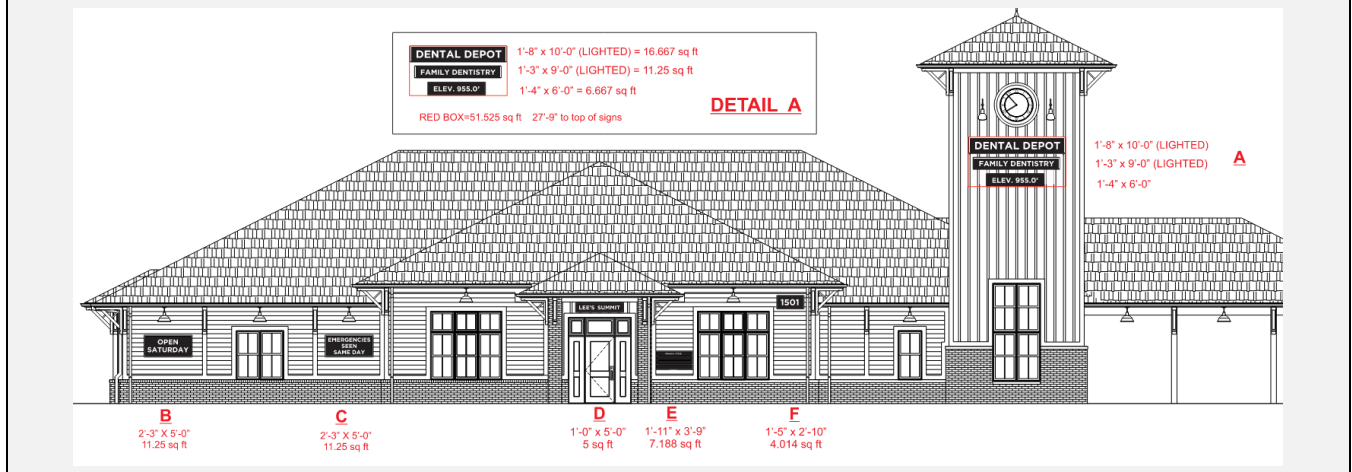 DENTAL DEPOT
FAMILY DENTISTRY
ELEV. 955.0'
1'-8" x 10'-0" (LIGHTED) = 16.667 sq ft
1'-3" x 9'-0" (LIGHTED) = 11.25 sq ft
1'-4" x 6'-0" = 6.667 sq ft
RED BOX=51.525 sq ft 27'-9" to top of signs
DETAIL A
DENTAL DEPOT
FAMILY DENTISTRY
ELEV. 955.0'
1'-8" x 10'-0" (LIGHTED)
1'-3" x 9'-0" (LIGHTED)
1'-4" x 6'-0"
A
OPEN
SATURDAY
EMERGENCIES
SEEN
SAME DAY
LEE'S SUMMIT
1501
B
2'-3" X 5'-0"
11.25 sq ft
C
2'-3" X 5'-0"
11.25 sq ft
D
1'-0" x 5'-0"
5 sq ft
E
1'-11" x 3'-9"
7.188 sq ft
F
1'-5" x 2'-10"
4.014 sq ft